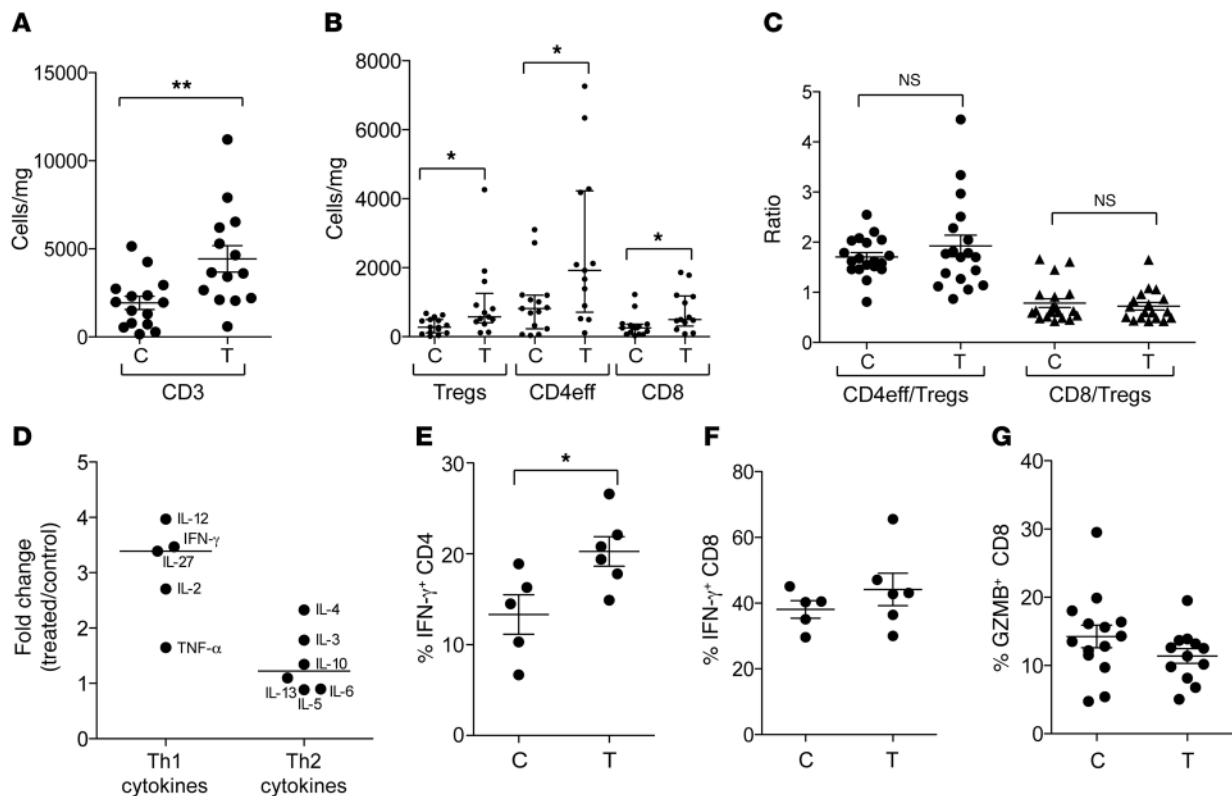 A
15000
10000
5000
0
Cells/mg
**
C
T
CD3
B
8000
6000
4000
2000
0
Cells/mg
*
*
*
C
T
C
T
C
T
Tregs
CD4eff
CD8
C
5
4
3
2
1
0
Ratio
NS
NS
C
T
C
T
CD4eff/Tregs
CD8/Tregs
D
5
4
3
2
1
0
Fold change
(treated/control)
IL-12
IFN-γ
IL-27
IL-2
TNF-α
IL-4
IL-3
IL-10
IL-13
IL-6
IL-5
Th1
cytokines
Th2
cytokines
E
30
20
10
0
% IFN-γ⁺ CD4
*
C
T
F
80
60
40
20
0
% IFN-γ⁺ CD8
C
T
G
40
30
20
10
0
% GZMB⁺ CD8
C
T